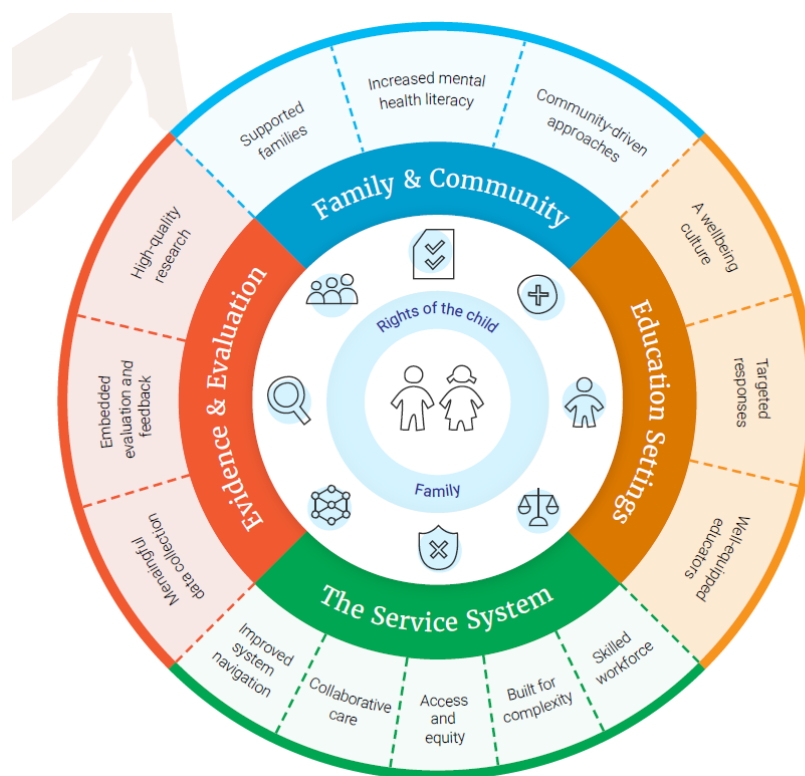 Family & Community
Supported
families
Increased mental
health literacy
Community-driven
approaches
Education Settings
A wellbeing
culture
Targeted
responses
Well-equipped
educators
The Service System
Improved
system
navigation
Collaborative
care
Access
and
equity
Built for
complexity
Skilled
workforce
Evidence & Evaluation
High-quality
research
Embedded
evaluation and
feedback
Meaningful
data collection
Rights of the child
Family